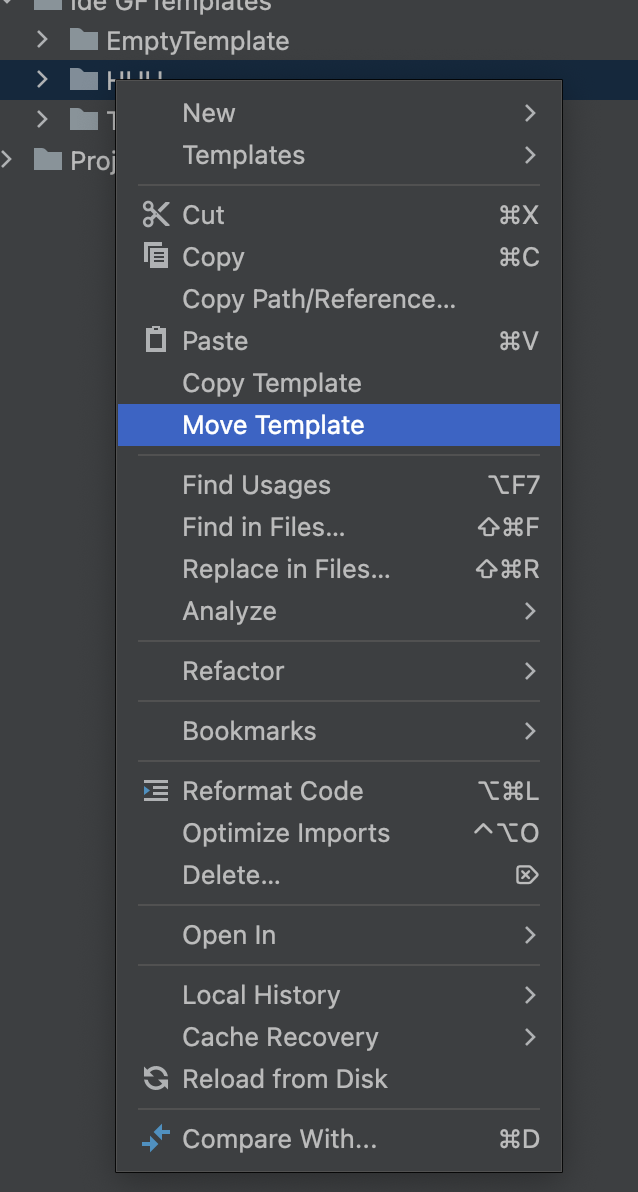 Ide GFTemplates
EmptyTemplate
New
Templates
Proj
Cut ⌘X
Copy ⌘C
Copy Path/Reference...
Paste ⌘V
Copy Template
Move Template
Find Usages ⌥F7
Find in Files... ⇧⌘F
Replace in Files... ⇧⌘R
Analyze
Refactor
Bookmarks
Reformat Code ⌥⌘L
Optimize Imports ^⌥O
Delete... ⌦
Open In
Local History
Cache Recovery
Reload from Disk
Compare With... ⌘D